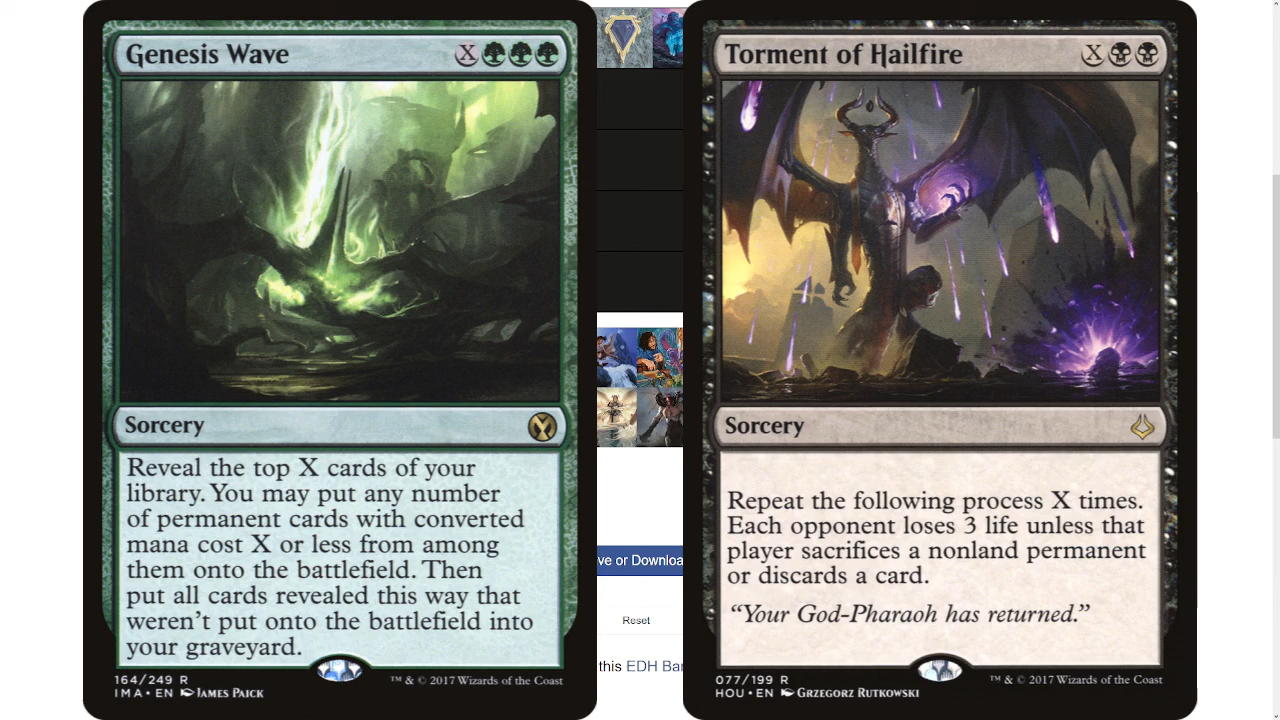 Genesis Wave X
Sorcery
Reveal the top X cards of your
library. You may put any number
of permanent cards with converted
mana cost X or less from among
them onto the battlefield. Then
put all cards revealed this way that
weren't put onto the battlefield into
your graveyard.
164/249 R
IMA • EN JAMES PAICK
™ & © 2017 Wizards of the Coast
ve or Downloa
Reset
this EDH Ba
Torment of Hailfire X
Sorcery
Repeat the following process X times.
Each opponent loses 3 life unless that
player sacrifices a nonland permanent
or discards a card.
“Your God-Pharaoh has returned.”
077/199 R
HOU • EN GRZEGORZ RUTKOWSKI
™ & © 2017 Wizards of the Coast